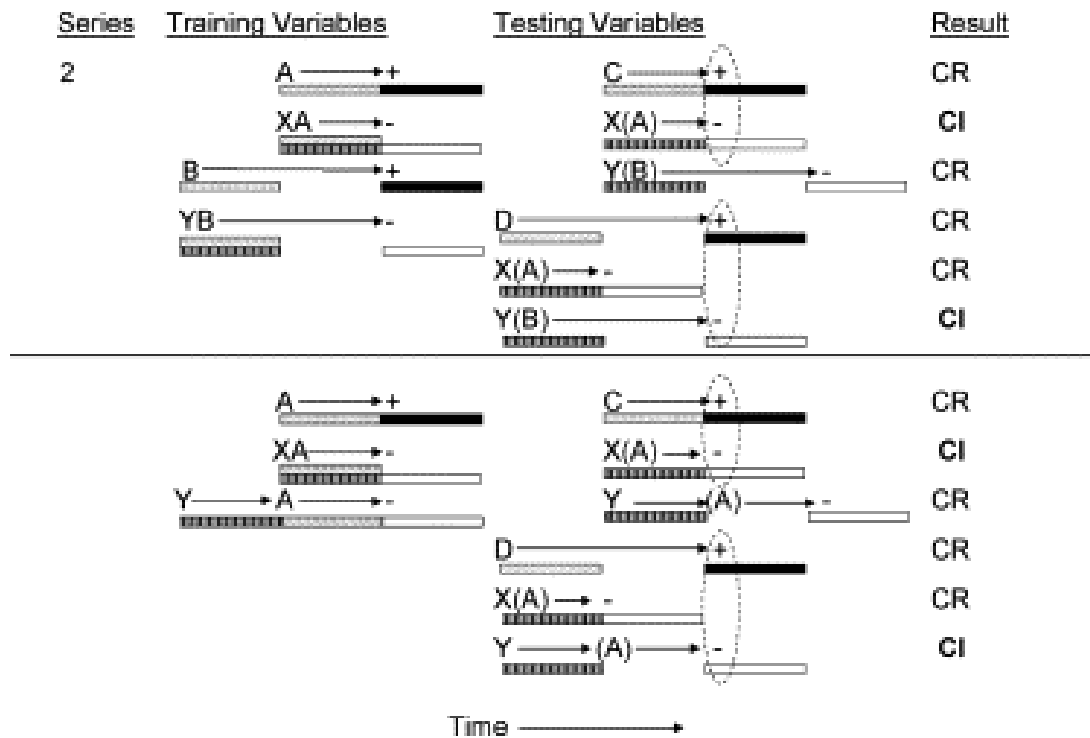 Series Training Variables Testing Variables Result
2 A + C + CR
XA - X(A) - CI
B + Y(B) - CR
YB - D + CR
X(A) - CR
Y(B) - CI
A + C + CR
XA - X(A) - CI
Y A - Y (A) - CR
D + CR
X(A) - CR
Y (A) - CI
Time